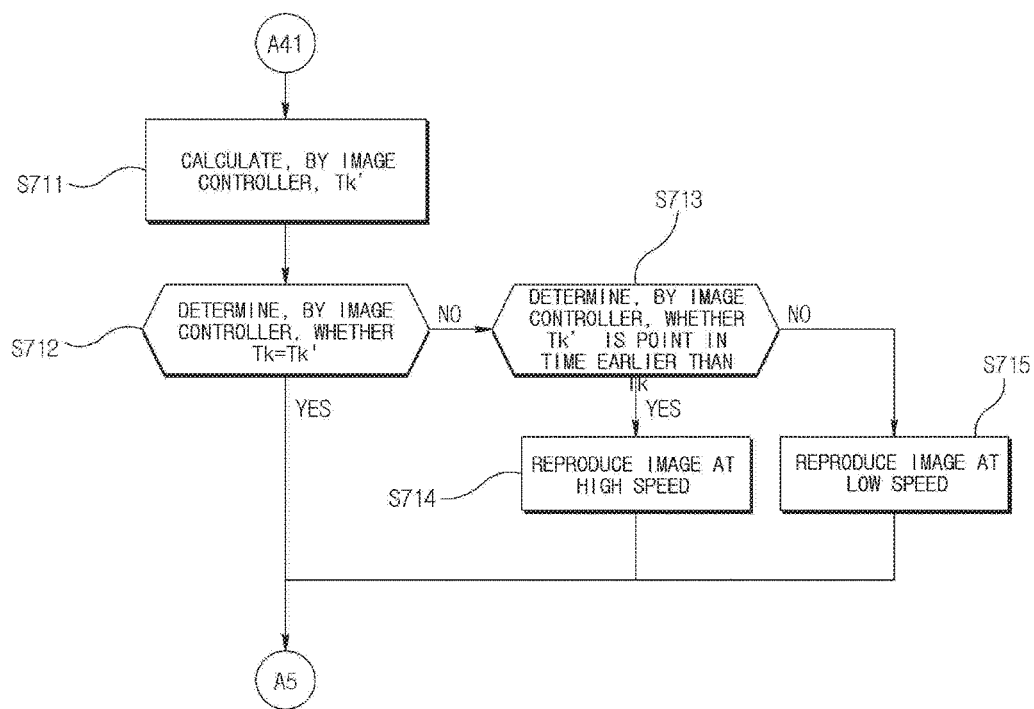 A41
CALCULATE, BY IMAGE
CONTROLLER, Tk'
S711
S713
DETERMINE, BY IMAGE
CONTROLLER, WHETHER
Tk=Tk'
S712
NO
DETERMINE, BY IMAGE
CONTROLLER, WHETHER
Tk' IS POINT IN
TIME EARLIER THAN
Tk
NO
S715
YES
YES
REPRODUCE IMAGE AT
HIGH SPEED
S714
REPRODUCE IMAGE AT
LOW SPEED
A5